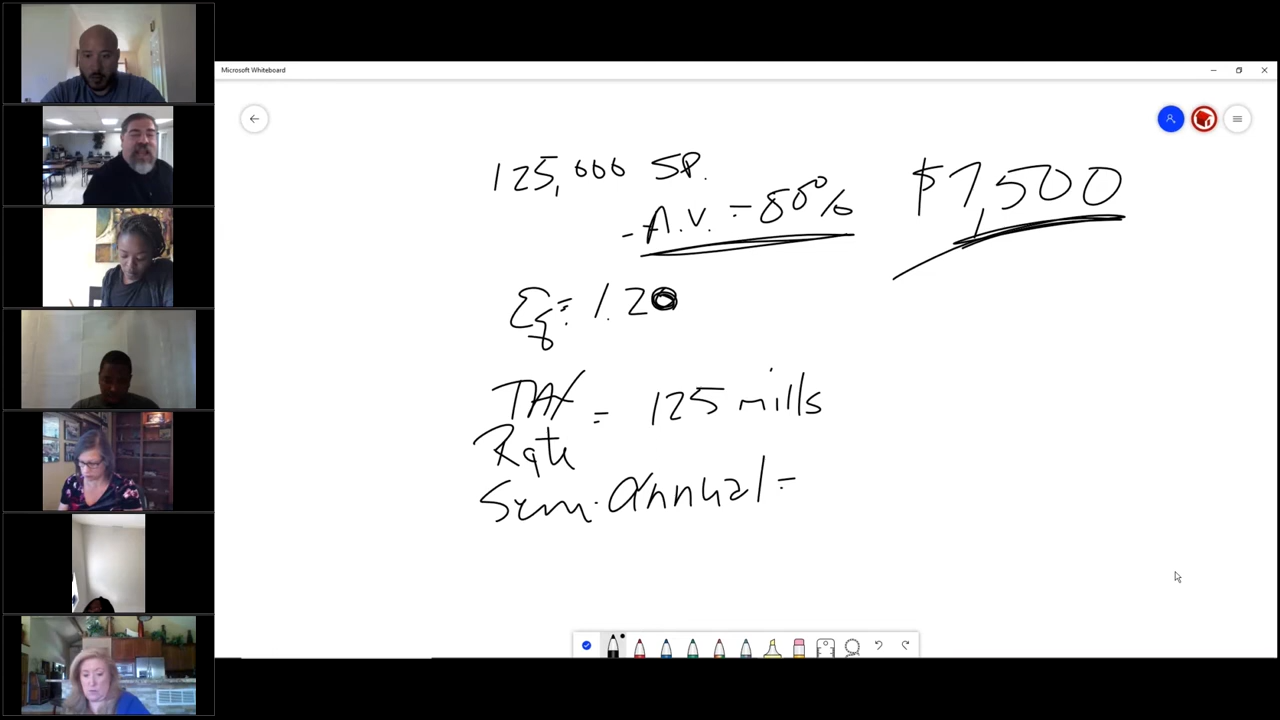 Microsoft Whiteboard
125,000 SP.
- A.V. = 80%
$7,500
Eq = 1.20
TAX = 125 mills
Rate
Semi-Annual =